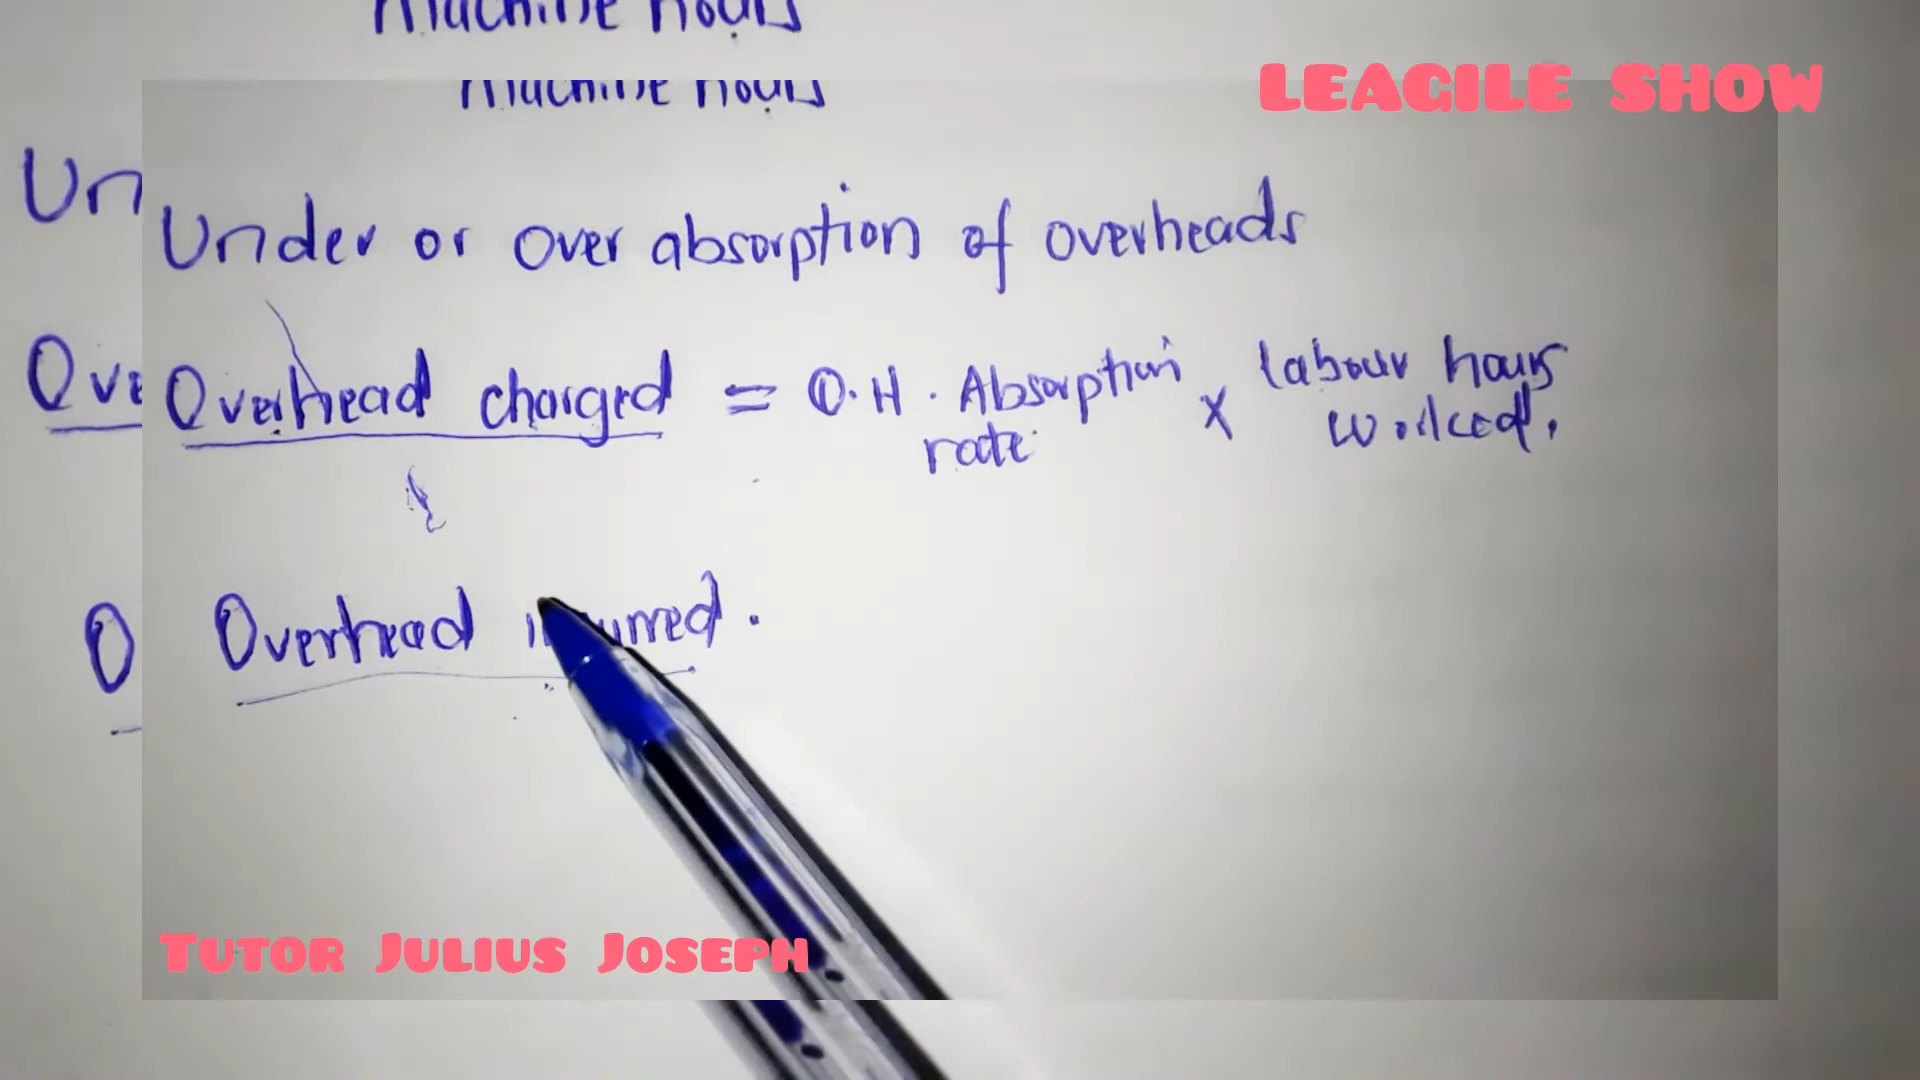 machine hours
LEAGILE SHOW
machine hours
Under or over absorption of overheads
Overhead charged = O.H. Absorption rate x labour hours worked.
Overhead incurred.
TUTOR JULIUS JOSEPH